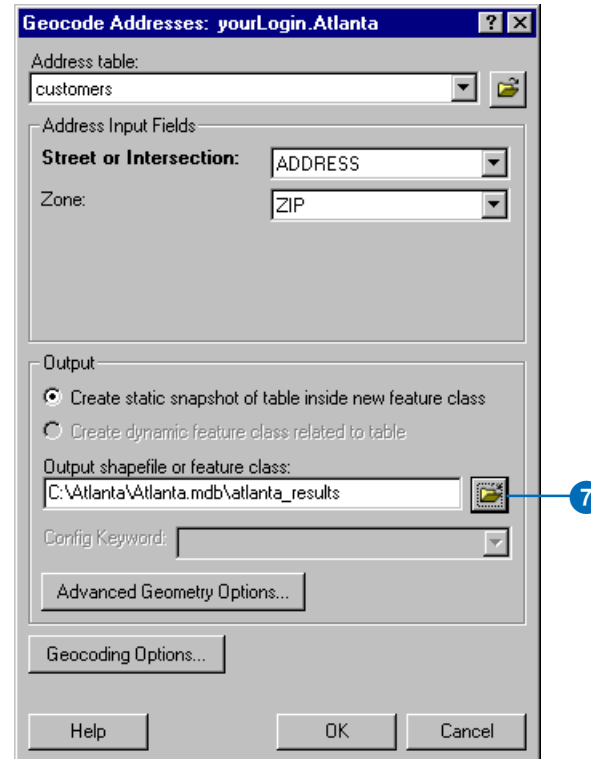 Geocode Addresses: yourLogin.Atlanta
Address table:
customers
Address Input Fields
Street or Intersection: ADDRESS
Zone: ZIP
Output
Create static snapshot of table inside new feature class
Create dynamic feature class related to table
Output shapefile or feature class:
C:\Atlanta\Atlanta.mdb\atlanta_results
7
Config Keyword:
Advanced Geometry Options...
Geocoding Options...
Help OK Cancel